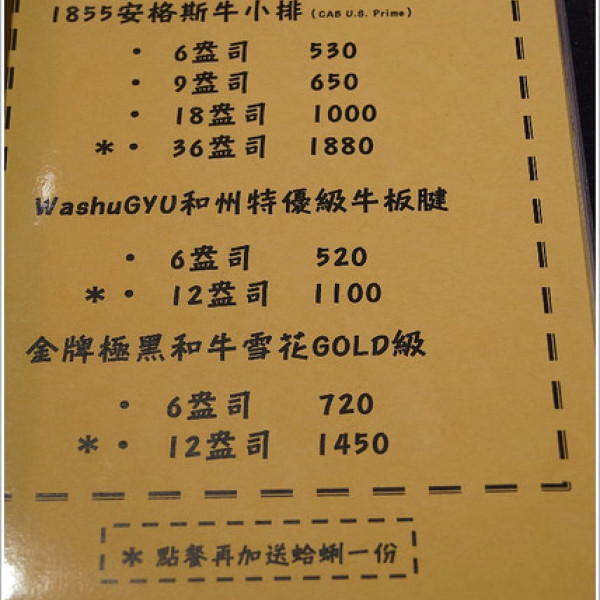 1855安格斯牛小排(CAB U.S. Prime)
· 6盎司 530
· 9盎司 650
· 18盎司 1000
＊· 36盎司 1880
WashuGYU和州特優級牛板腱
· 6盎司 520
＊· 12盎司 1100
金牌極黑和牛雪花GOLD級
· 6盎司 720
＊· 12盎司 1450
＊ 點餐再加送蛤蜊一份